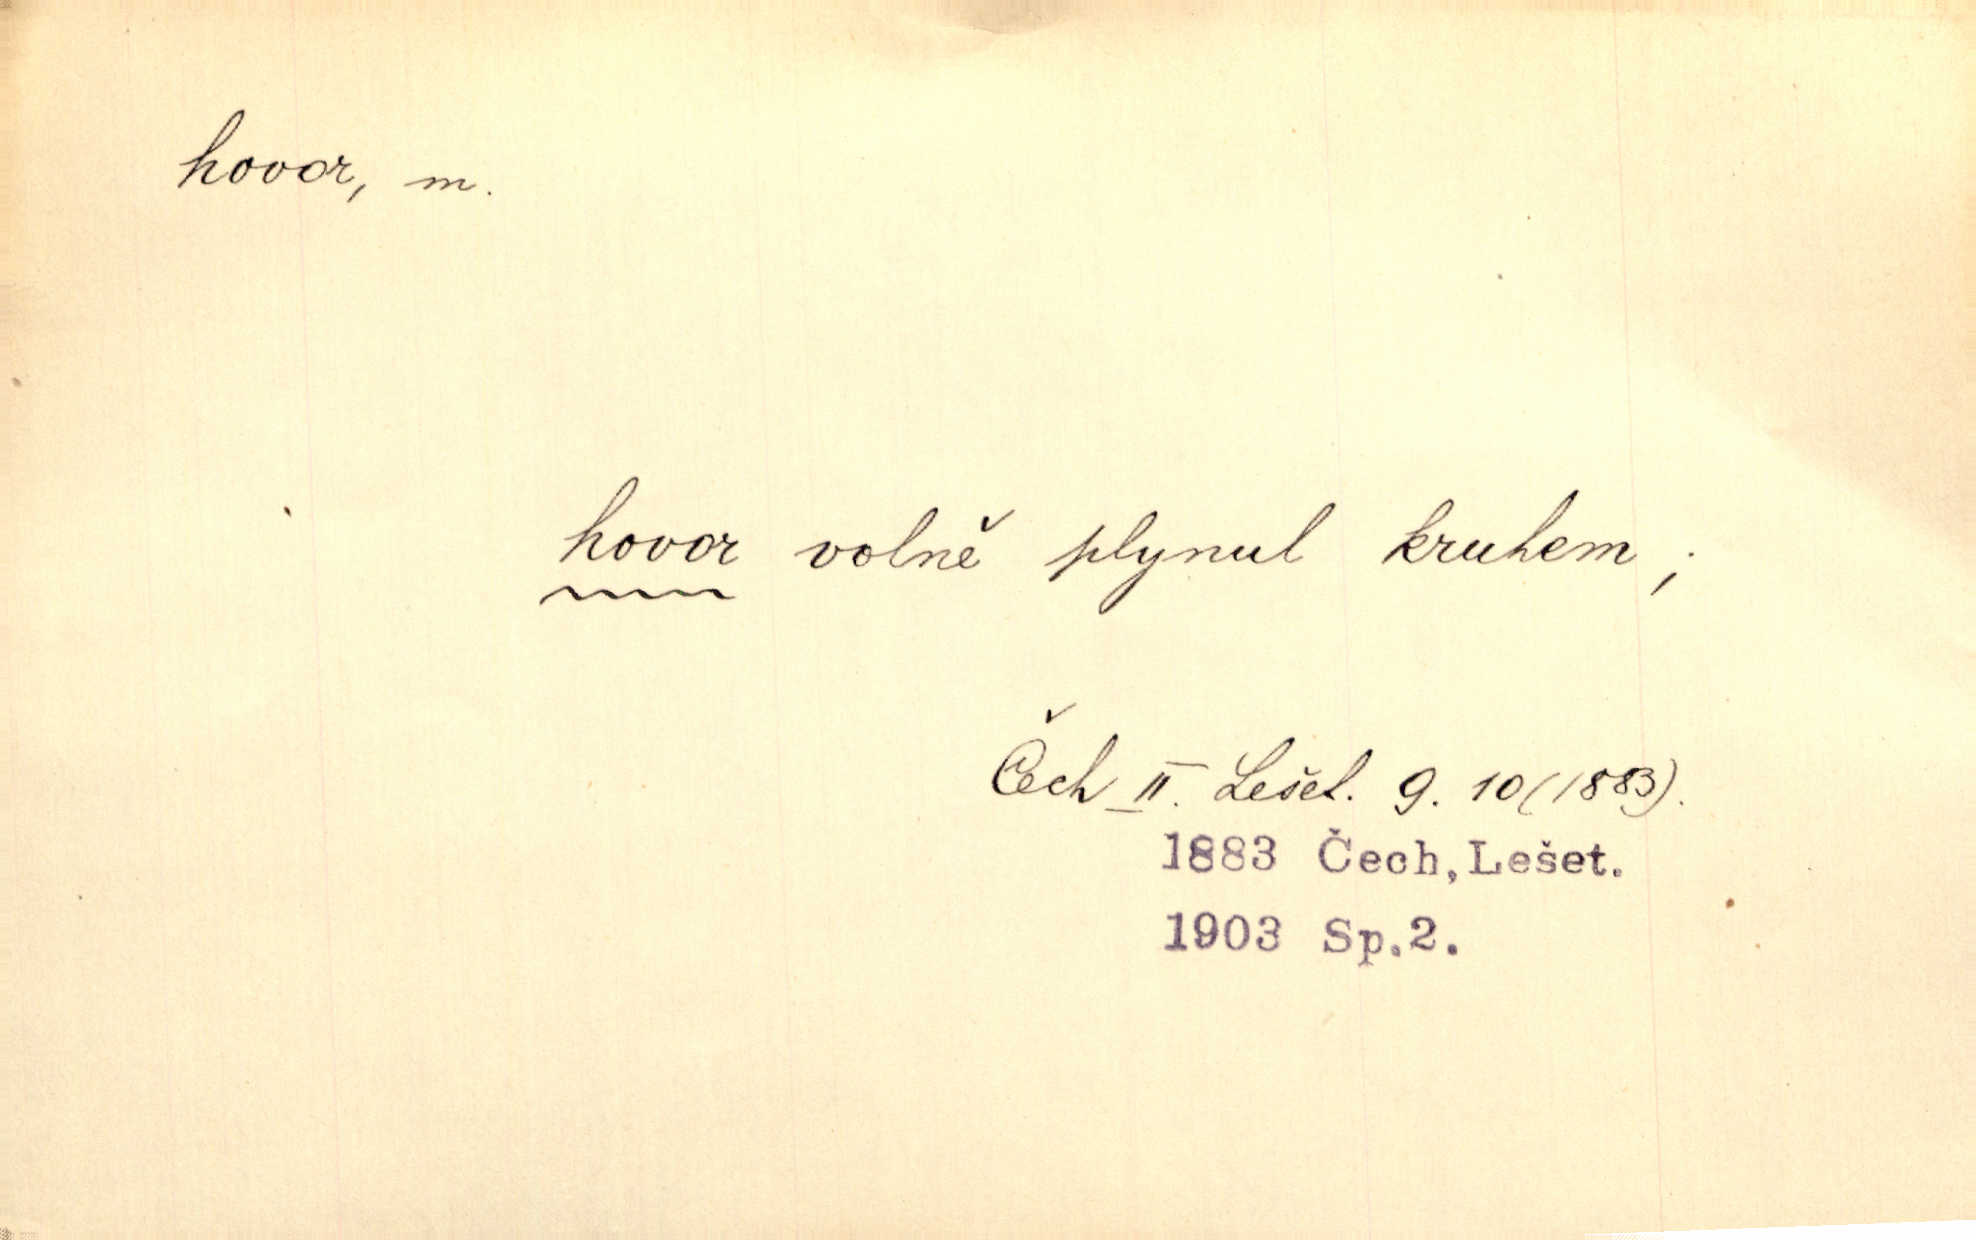 hovor, m.
hovor volně plynul kruhem;
Čech II. Lešet. 9. 10 (1883).
1883 Čech, Lešet.
1903 Sp.2.